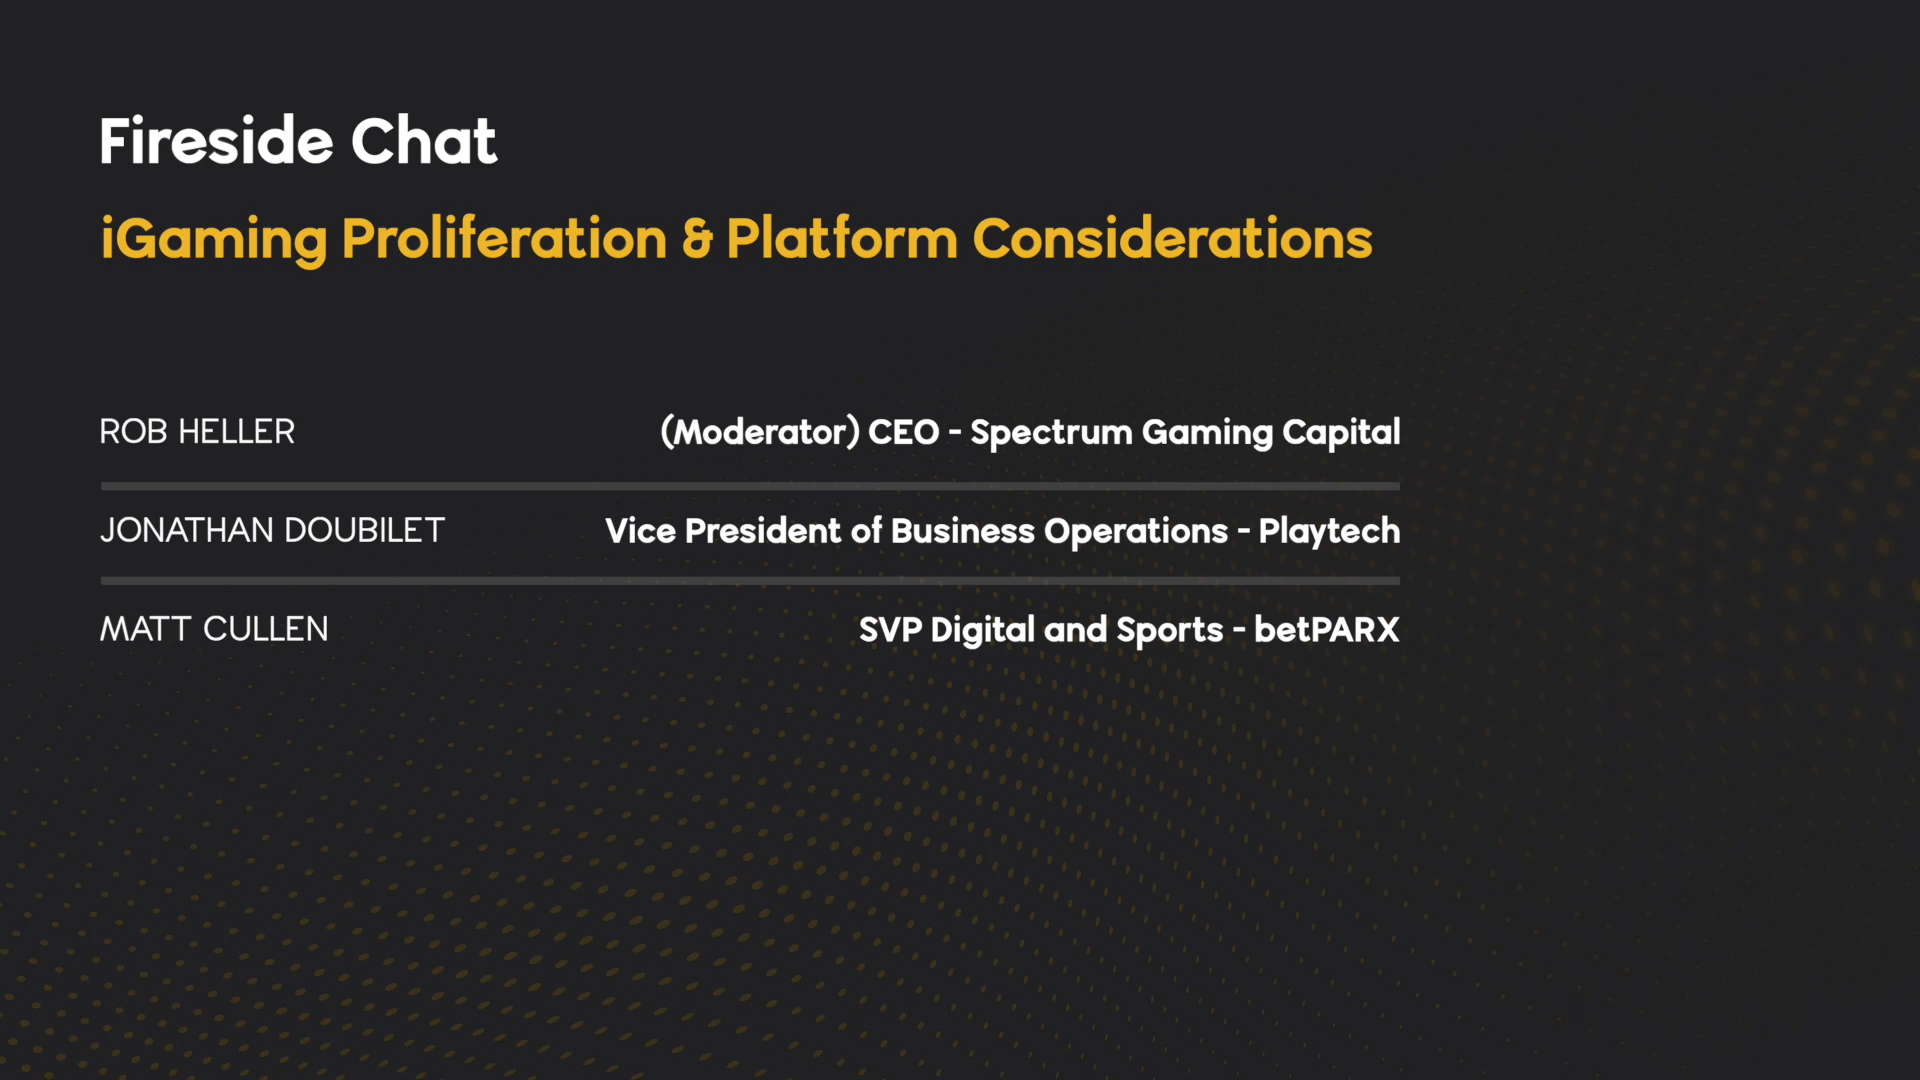 Fireside Chat
iGaming Proliferation & Platform Considerations
ROB HELLER (Moderator) CEO - Spectrum Gaming Capital
JONATHAN DOUBILET Vice President of Business Operations - Playtech
MATT CULLEN SVP Digital and Sports - betPARX